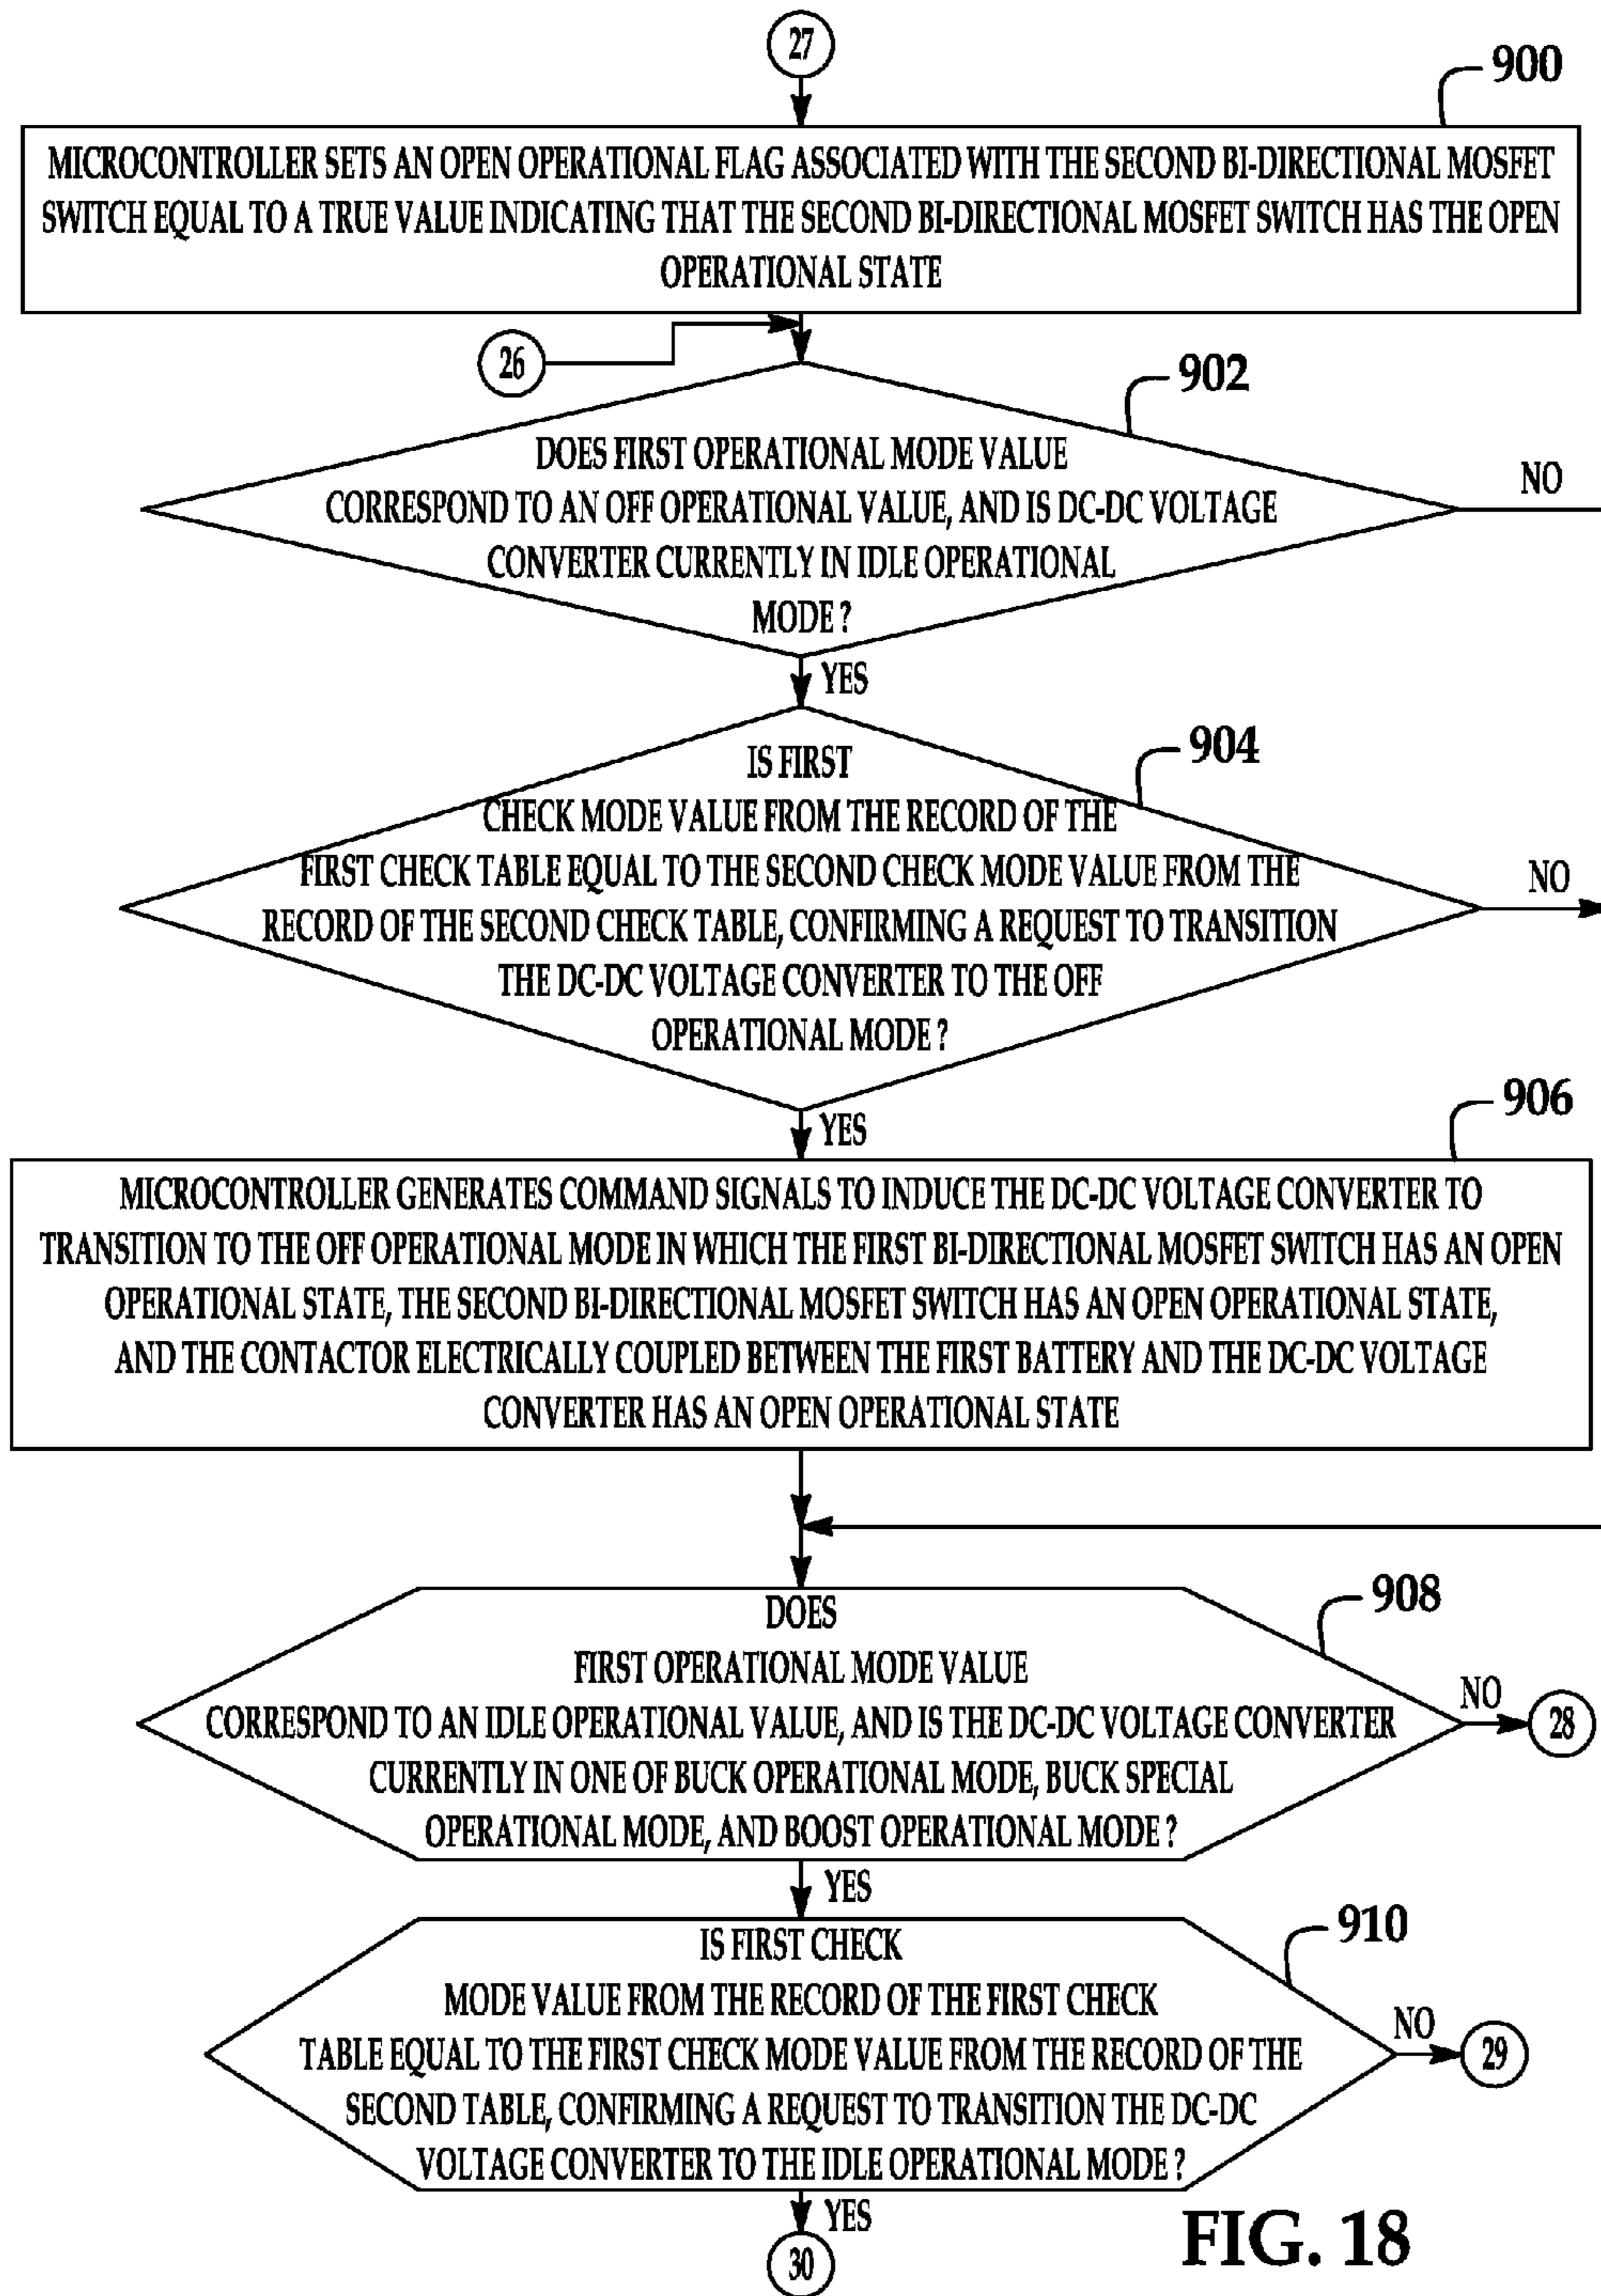 27
900
MICROCONTROLLER SETS AN OPEN OPERATIONAL FLAG ASSOCIATED WITH THE SECOND BI-DIRECTIONAL MOSFET
SWITCH EQUAL TO A TRUE VALUE INDICATING THAT THE SECOND BI-DIRECTIONAL MOSFET SWITCH HAS THE OPEN
OPERATIONAL STATE
26
902
DOES FIRST OPERATIONAL MODE VALUE
CORRESPOND TO AN OFF OPERATIONAL VALUE, AND IS DC-DC VOLTAGE
CONVERTER CURRENTLY IN IDLE OPERATIONAL
MODE ?
NO
YES
904
IS FIRST
CHECK MODE VALUE FROM THE RECORD OF THE
FIRST CHECK TABLE EQUAL TO THE SECOND CHECK MODE VALUE FROM THE
RECORD OF THE SECOND CHECK TABLE, CONFIRMING A REQUEST TO TRANSITION
THE DC-DC VOLTAGE CONVERTER TO THE OFF
OPERATIONAL MODE ?
NO
YES
906
MICROCONTROLLER GENERATES COMMAND SIGNALS TO INDUCE THE DC-DC VOLTAGE CONVERTER TO
TRANSITION TO THE OFF OPERATIONAL MODE IN WHICH THE FIRST BI-DIRECTIONAL MOSFET SWITCH HAS AN OPEN
OPERATIONAL STATE, THE SECOND BI-DIRECTIONAL MOSFET SWITCH HAS AN OPEN OPERATIONAL STATE,
AND THE CONTACTOR ELECTRICALLY COUPLED BETWEEN THE FIRST BATTERY AND THE DC-DC VOLTAGE
CONVERTER HAS AN OPEN OPERATIONAL STATE
908
DOES
FIRST OPERATIONAL MODE VALUE
CORRESPOND TO AN IDLE OPERATIONAL VALUE, AND IS THE DC-DC VOLTAGE CONVERTER
CURRENTLY IN ONE OF BUCK OPERATIONAL MODE, BUCK SPECIAL
OPERATIONAL MODE, AND BOOST OPERATIONAL MODE ?
NO
28
YES
910
IS FIRST CHECK
MODE VALUE FROM THE RECORD OF THE FIRST CHECK
TABLE EQUAL TO THE FIRST CHECK MODE VALUE FROM THE RECORD OF THE
SECOND TABLE, CONFIRMING A REQUEST TO TRANSITION THE DC-DC
VOLTAGE CONVERTER TO THE IDLE OPERATIONAL MODE ?
NO
29
YES
30
FIG. 18